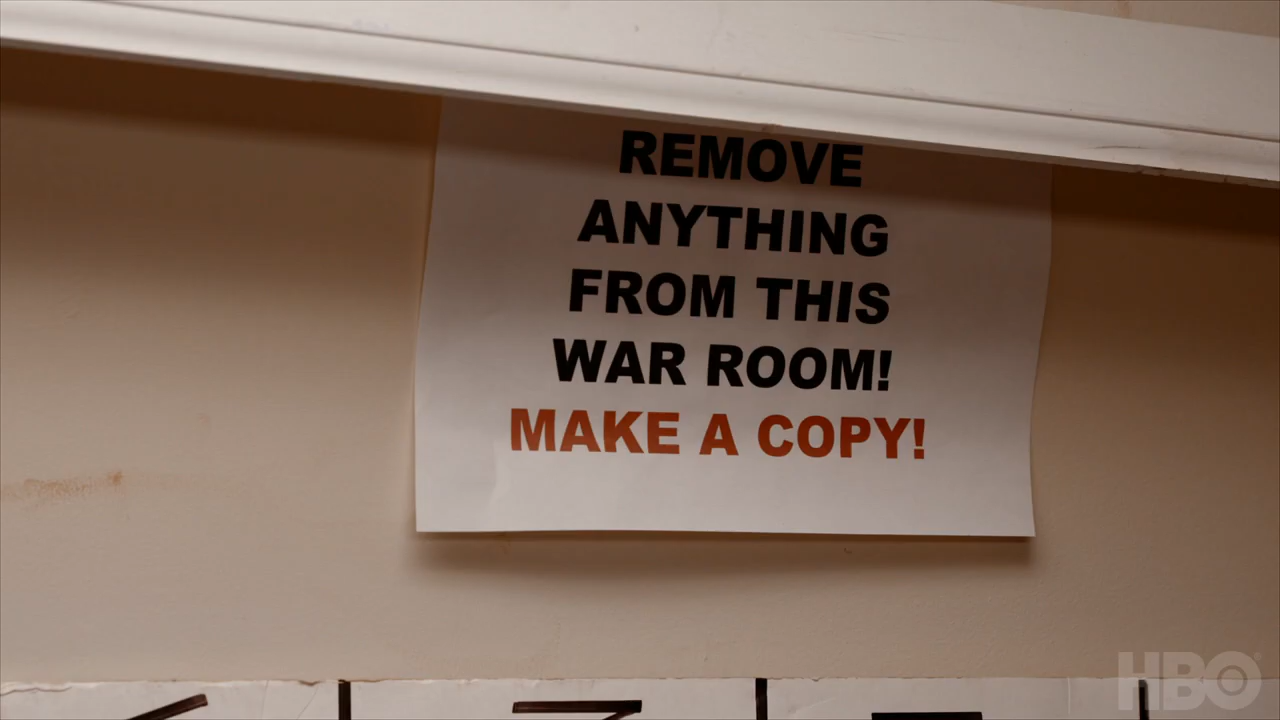 REMOVE
ANYTHING
FROM THIS
WAR ROOM!
MAKE A COPY!
HBO